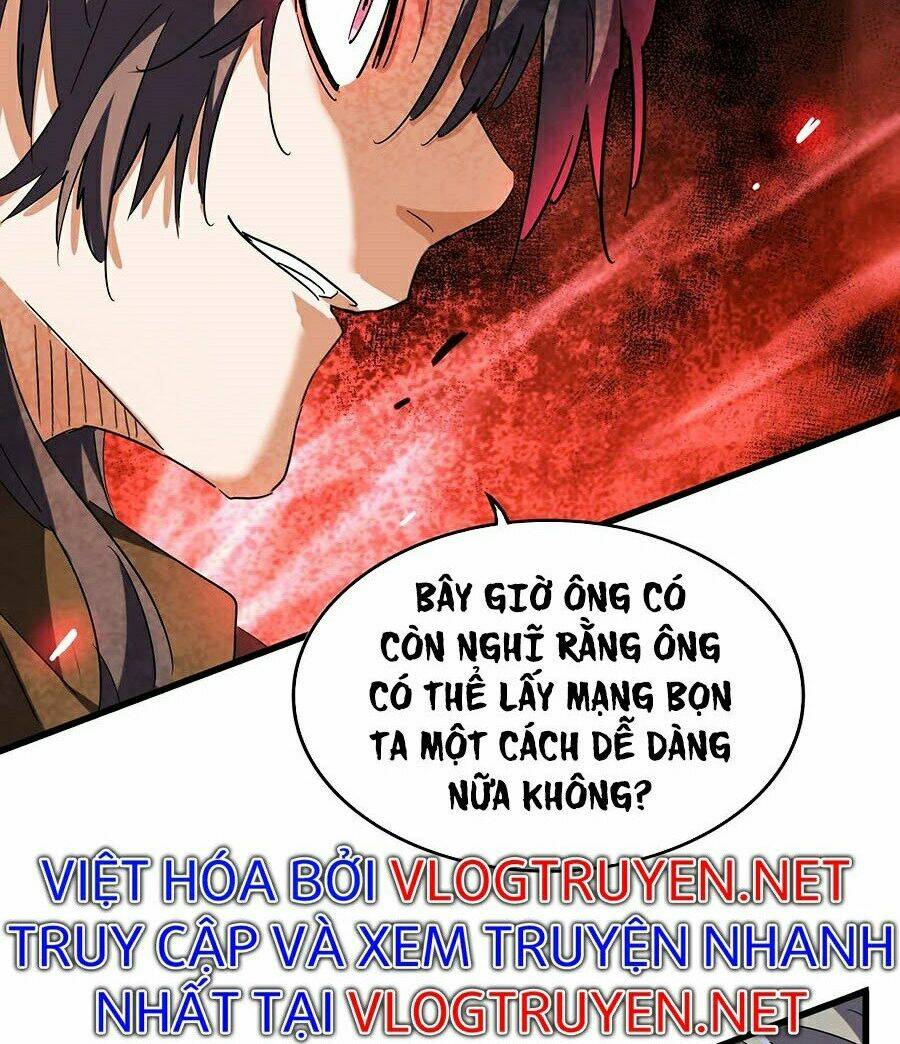 BÂY GIỜ ÔNG CÓ
CÒN NGHĨ RẰNG ÔNG
CÓ THỂ LẤY MẠNG BỌN
TA MỘT CÁCH DỄ DÀNG
NỮA KHÔNG?
VIỆT HÓA BỞI VLOGTRUYEN.NET
TRUY CẬP VÀ XEM TRUYỆN NHANH
NHẤT TẠI VLOGTRUYEN.NET